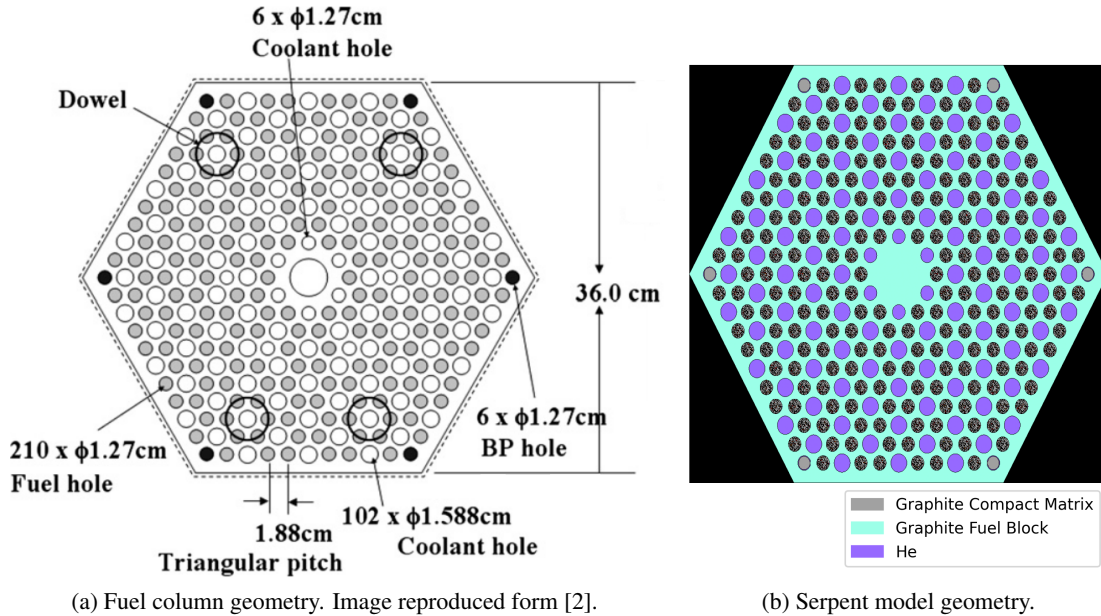 6 x ϕ1.27cm
Coolant hole
Dowel
36.0 cm
210 x ϕ1.27cm
Fuel hole
6 x ϕ1.27cm
BP hole
1.88cm
Triangular pitch
102 x ϕ1.588cm
Coolant hole
Graphite Compact Matrix
Graphite Fuel Block
He
(a) Fuel column geometry. Image reproduced form [2].
(b) Serpent model geometry.